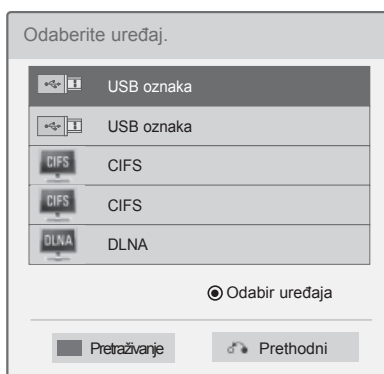 Odaberite uređaj.
USB oznaka
USB oznaka
CIFS CIFS
CIFS CIFS
DLNA DLNA
Odabir uređaja
Pretraživanje Prethodni